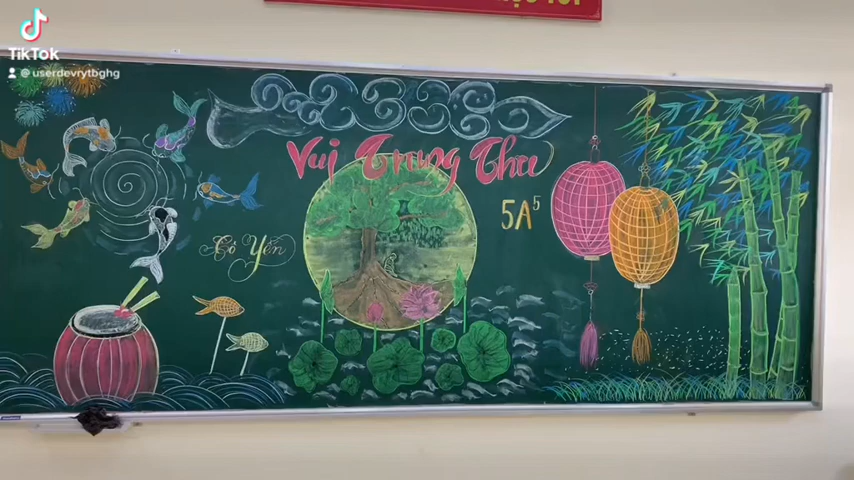 TikTok
@userdevrytbghg
Vui Trung Thu
5A5
Cô Yến